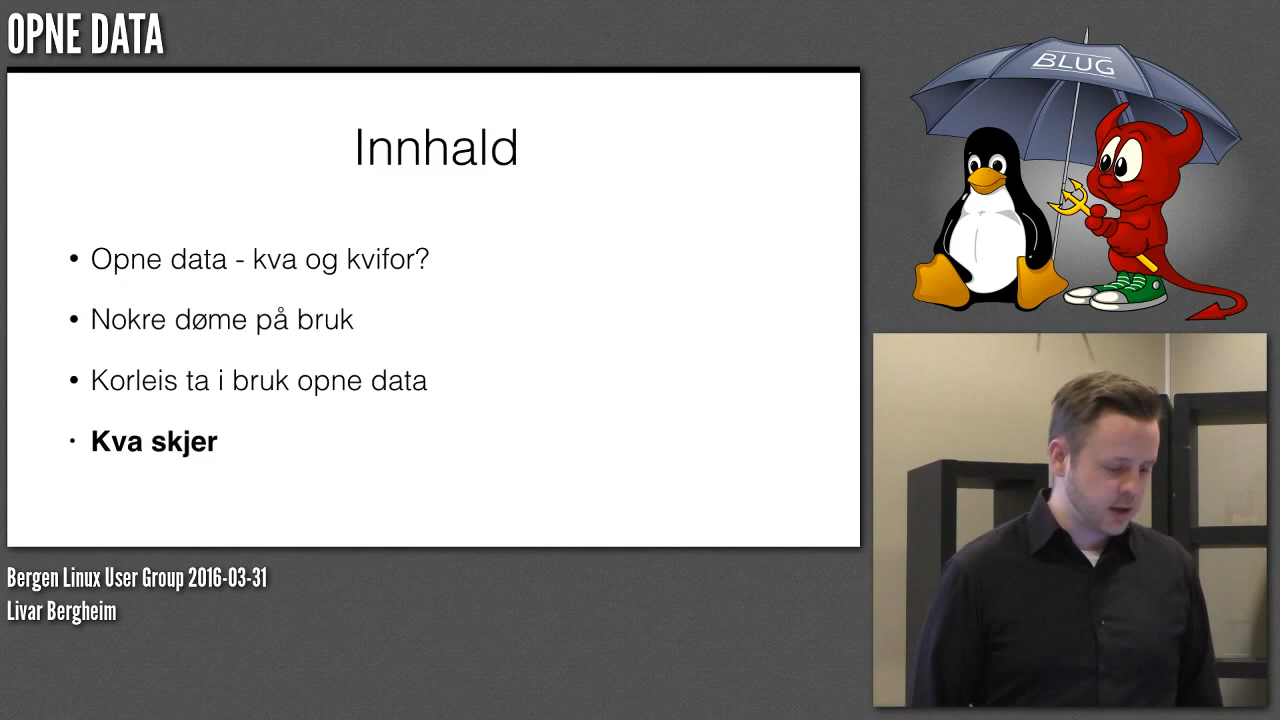 OPNE DATA
BLUG
Innhald
• Opne data - kva og kvifor?
• Nokre døme på bruk
• Korleis ta i bruk opne data
• Kva skjer
Bergen Linux User Group 2016-03-31
Livar Bergheim